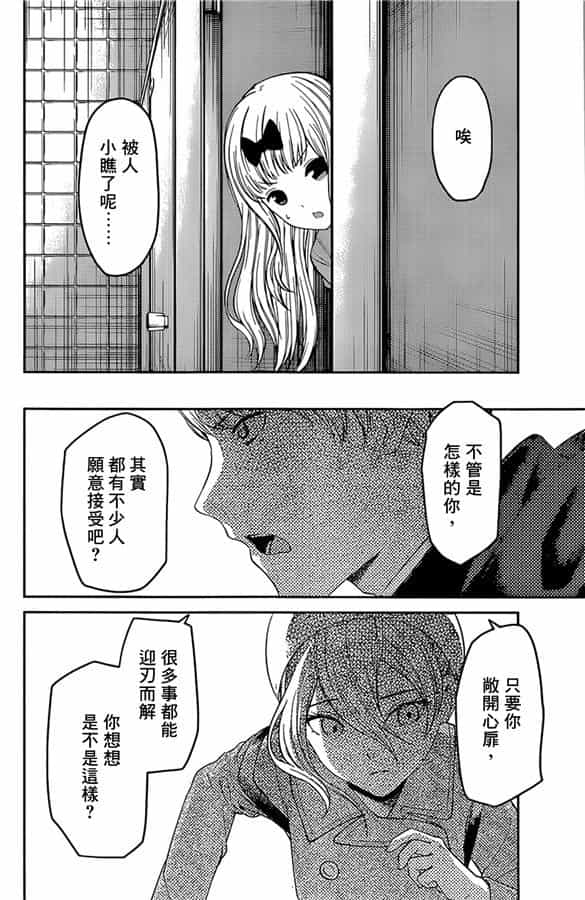 唉
被人
小瞧了呢……
不管是
怎樣的你，
其實
都有不少人
願意接受吧？
只要你
敞開心扉，
很多事都能
迎刃而解
你想想
是不是這樣？